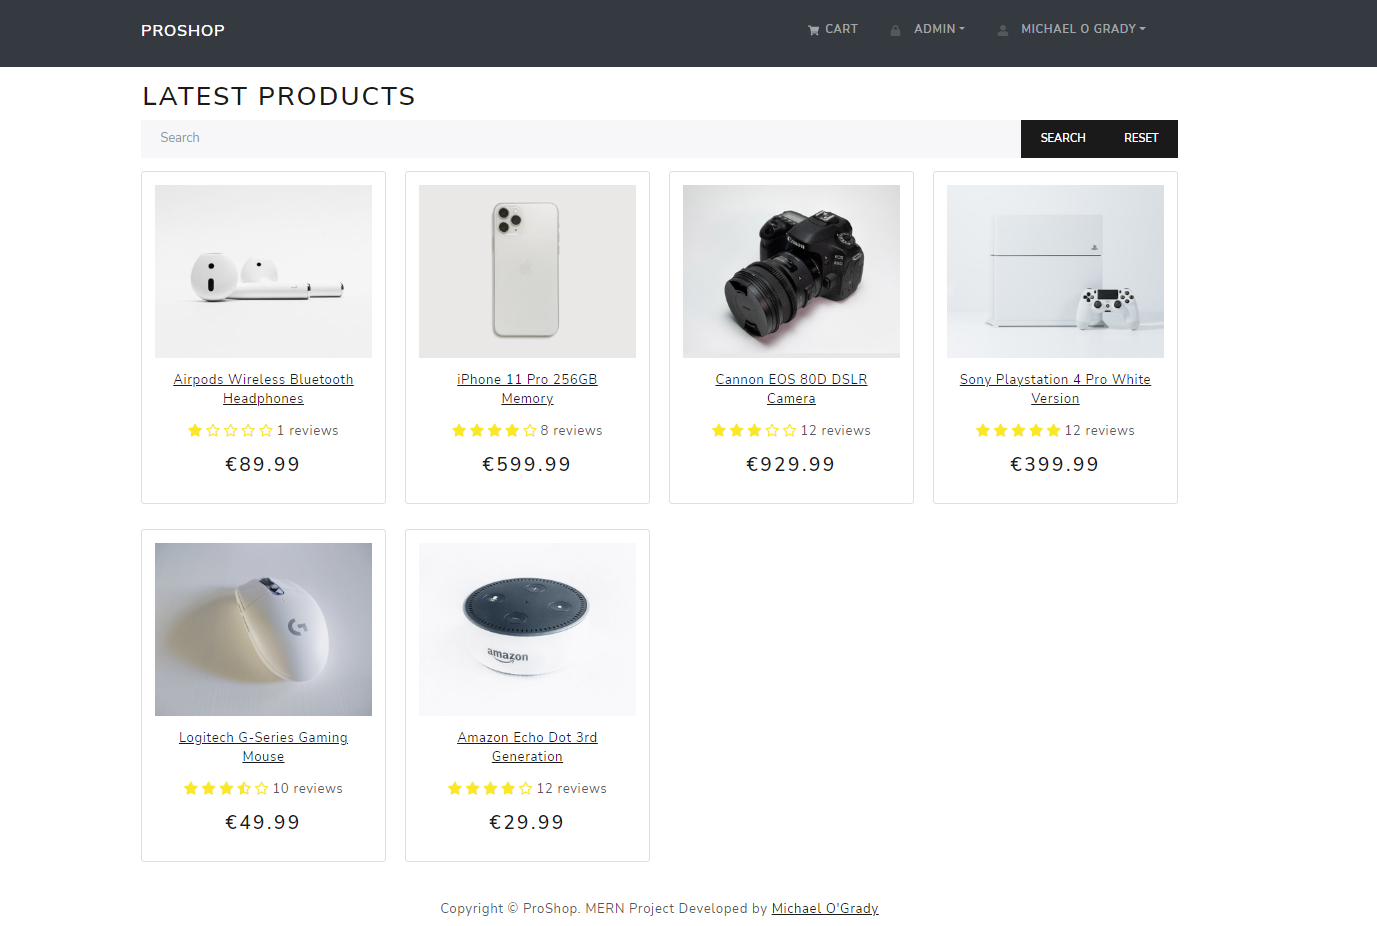 PROSHOP
CART
ADMIN
MICHAEL O GRADY
LATEST PRODUCTS
Search
SEARCH
RESET
Airpods Wireless Bluetooth
Headphones
1 reviews
€89.99
iPhone 11 Pro 256GB
Memory
8 reviews
€599.99
Canon
EOS
80D
Cannon EOS 80D DSLR
Camera
12 reviews
€929.99
Sony Playstation 4 Pro White
Version
12 reviews
€399.99
G
Logitech G-Series Gaming
Mouse
10 reviews
€49.99
amazon
Amazon Echo Dot 3rd
Generation
12 reviews
€29.99
Copyright © ProShop. MERN Project Developed by Michael O'Grady